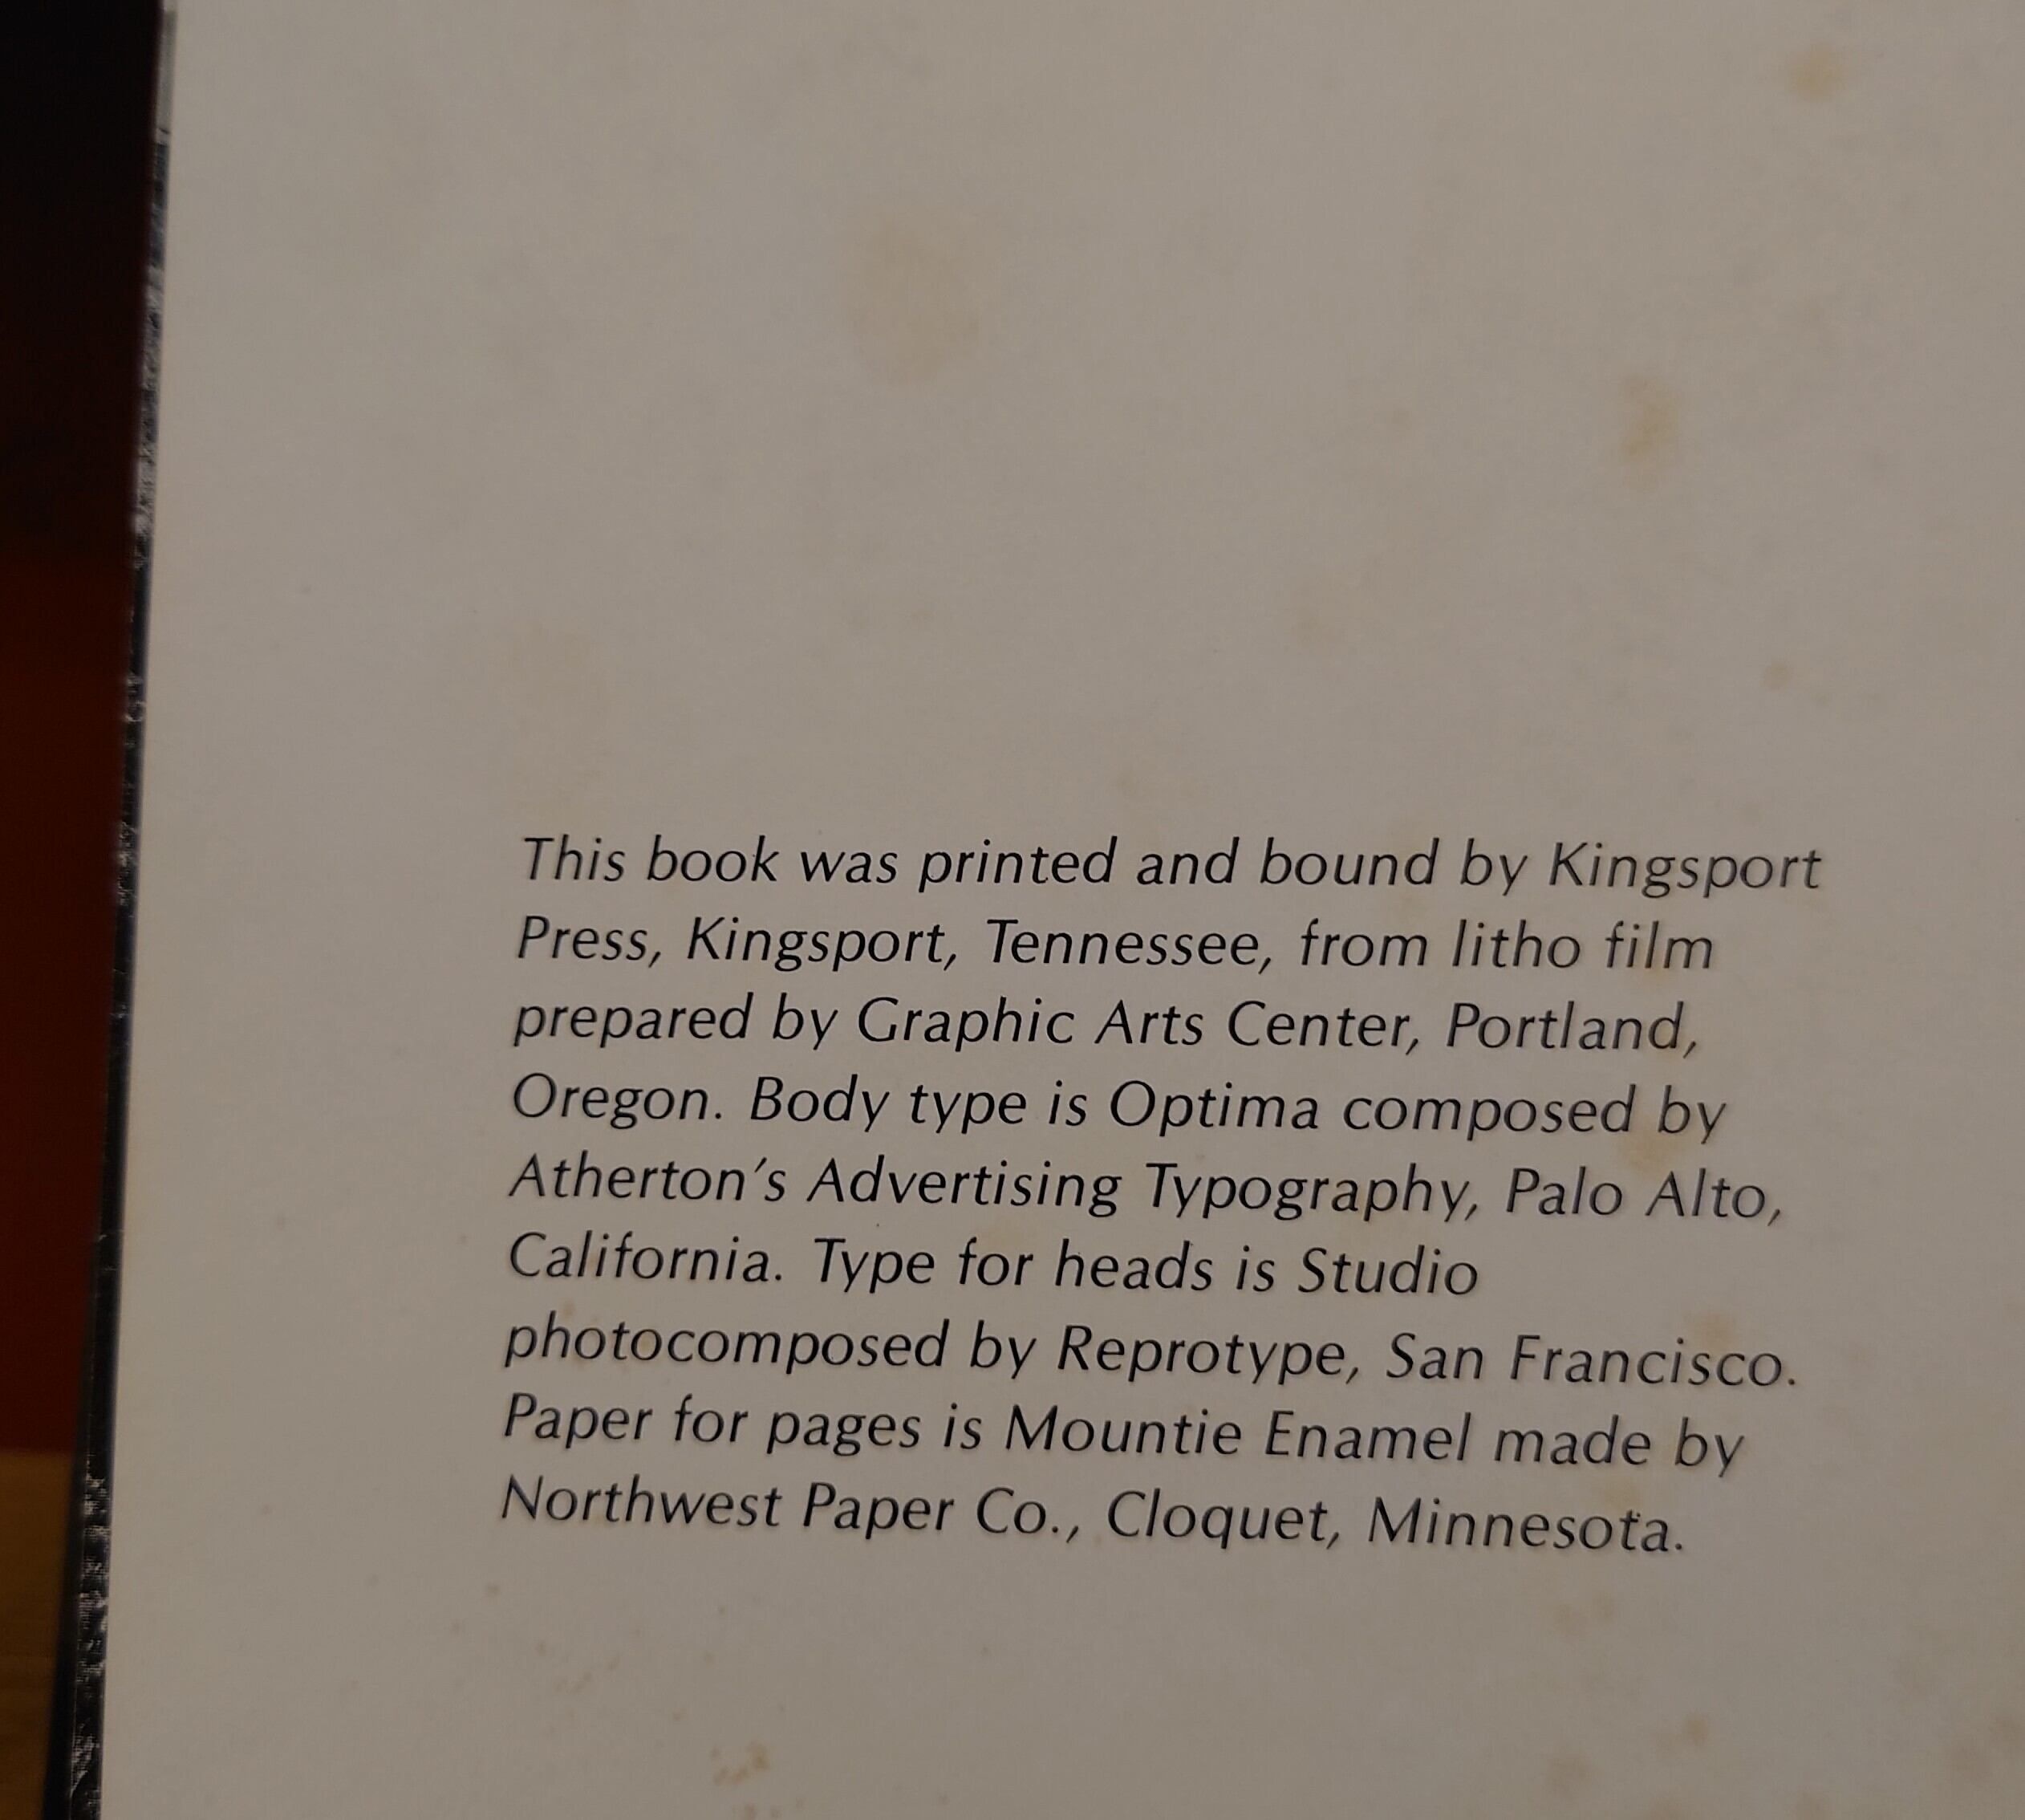 This book was printed and bound by Kingsport
Press, Kingsport, Tennessee, from litho film
prepared by Graphic Arts Center, Portland,
Oregon. Body type is Optima composed by
Atherton’s Advertising Typography, Palo Alto,
California. Type for heads is Studio
photocomposed by Reprotype, San Francisco.
Paper for pages is Mountie Enamel made by
Northwest Paper Co., Cloquet, Minnesota.